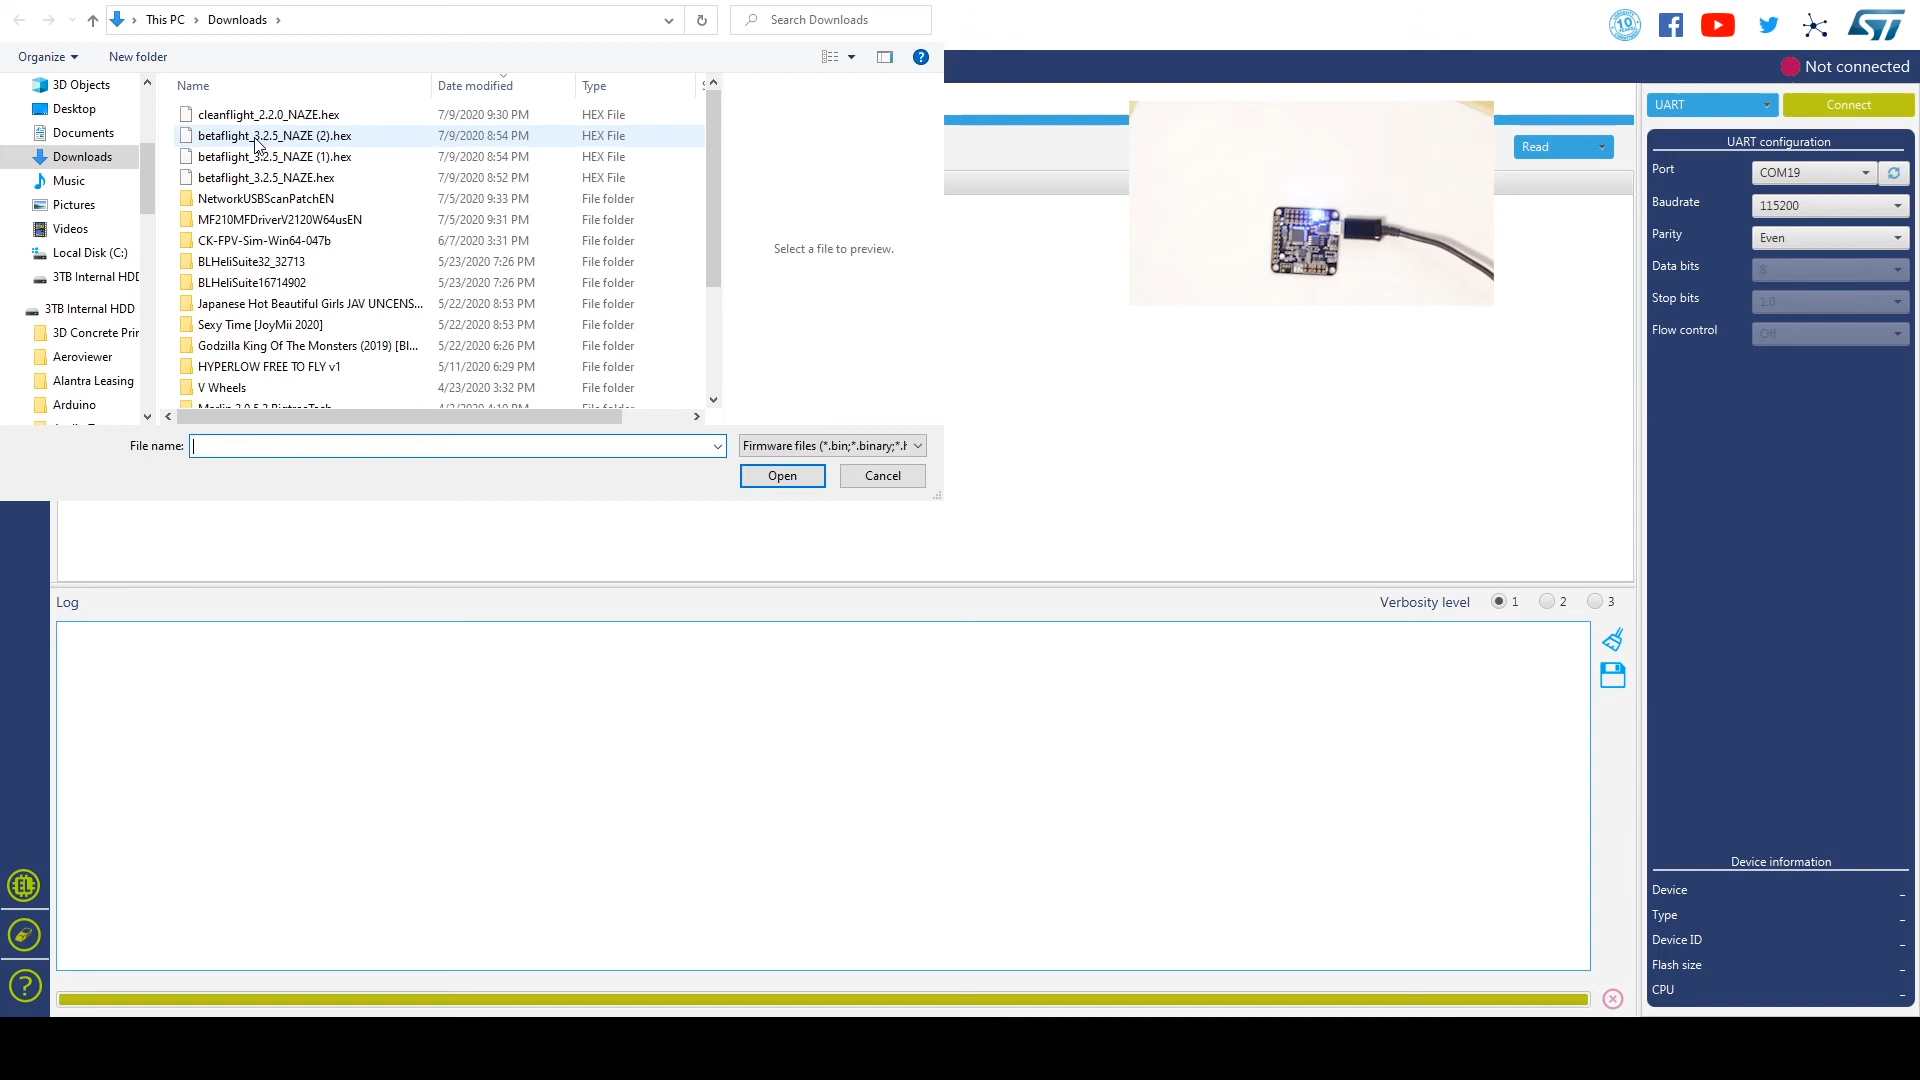 This PC > Downloads >
Search Downloads
Organize
New folder
3D Objects
Desktop
Documents
Downloads
Music
Pictures
Videos
Local Disk (C:)
3TB Internal HDD
3TB Internal HDD
3D Concrete Prin
Aeroviewer
Alantra Leasing
Arduino
Name Date modified Type
cleanflight_2.2.0_NAZE.hex 7/9/2020 9:30 PM HEX File
betaflight_3.2.5_NAZE (2).hex 7/9/2020 8:54 PM HEX File
betaflight_3.2.5_NAZE (1).hex 7/9/2020 8:54 PM HEX File
betaflight_3.2.5_NAZE.hex 7/9/2020 8:52 PM HEX File
NetworkUSBScanPatchEN 7/5/2020 9:33 PM File folder
MF210MFDriverV2120W64usEN 7/5/2020 9:31 PM File folder
CK-FPV-Sim-Win64-047b 6/7/2020 3:31 PM File folder
BLHeliSuite32_32713 5/23/2020 7:26 PM File folder
BLHeliSuite16714902 5/23/2020 7:26 PM File folder
Japanese Hot Beautiful Girls JAV UNCENS... 5/22/2020 8:53 PM File folder
Sexy Time [JoyMii 2020] 5/22/2020 8:53 PM File folder
Godzilla King Of The Monsters (2019) [Bl... 5/22/2020 6:26 PM File folder
HYPERLOW FREE TO FLY v1 5/11/2020 6:29 PM File folder
V Wheels 4/23/2020 3:32 PM File folder
Select a file to preview.
File name:
Firmware files (*.bin;*.binary;*.h
Open
Cancel
10
ST
Not connected
UART
Connect
Read
UART configuration
Port COM19
Baudrate 115200
Parity Even
Data bits 8
Stop bits 1.0
Flow control Off
Log
Verbosity level 1 2 3
Device information
Device -
Type -
Device ID -
Flash size -
CPU -
EL
?